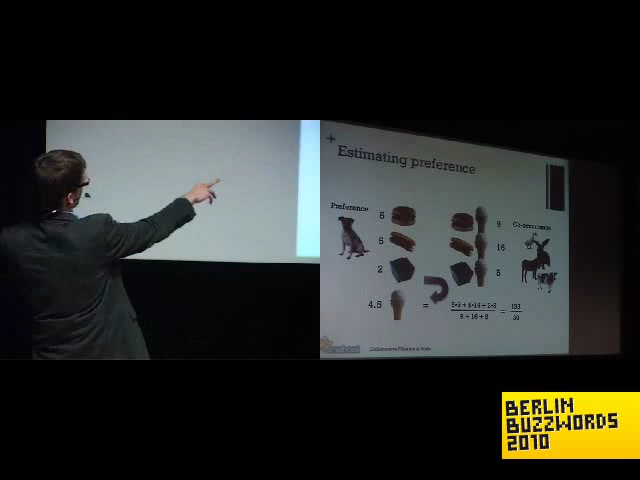 +
Estimating preference
Preference
5
9
Co-occurrence
5
16
2
5
4.5
=
5•9 + 5•16 + 2•5
9 + 16 + 5
=
135
30
BERLIN
BUZZWORDS
2010